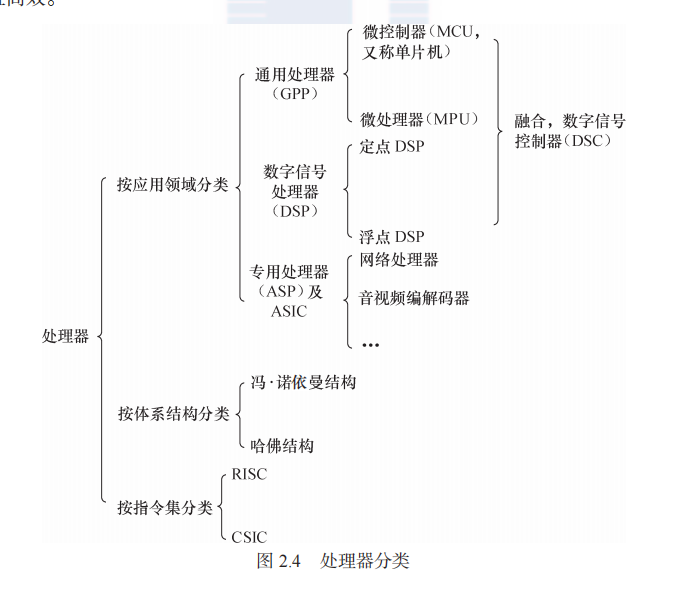 性高效。
微控制器（MCU，
又称单片机）
通用处理器
（GPP）
微处理器（MPU）
融合，数字信号
控制器（DSC）
定点 DSP
数字信号
处理器
（DSP）
按应用领域分类
浮点 DSP
网络处理器
专用处理器
（ASP）及
ASIC
音视频编解码器
…
处理器
冯·诺依曼结构
按体系结构分类
哈佛结构
RISC
按指令集分类
CSIC
图 2.4 处理器分类